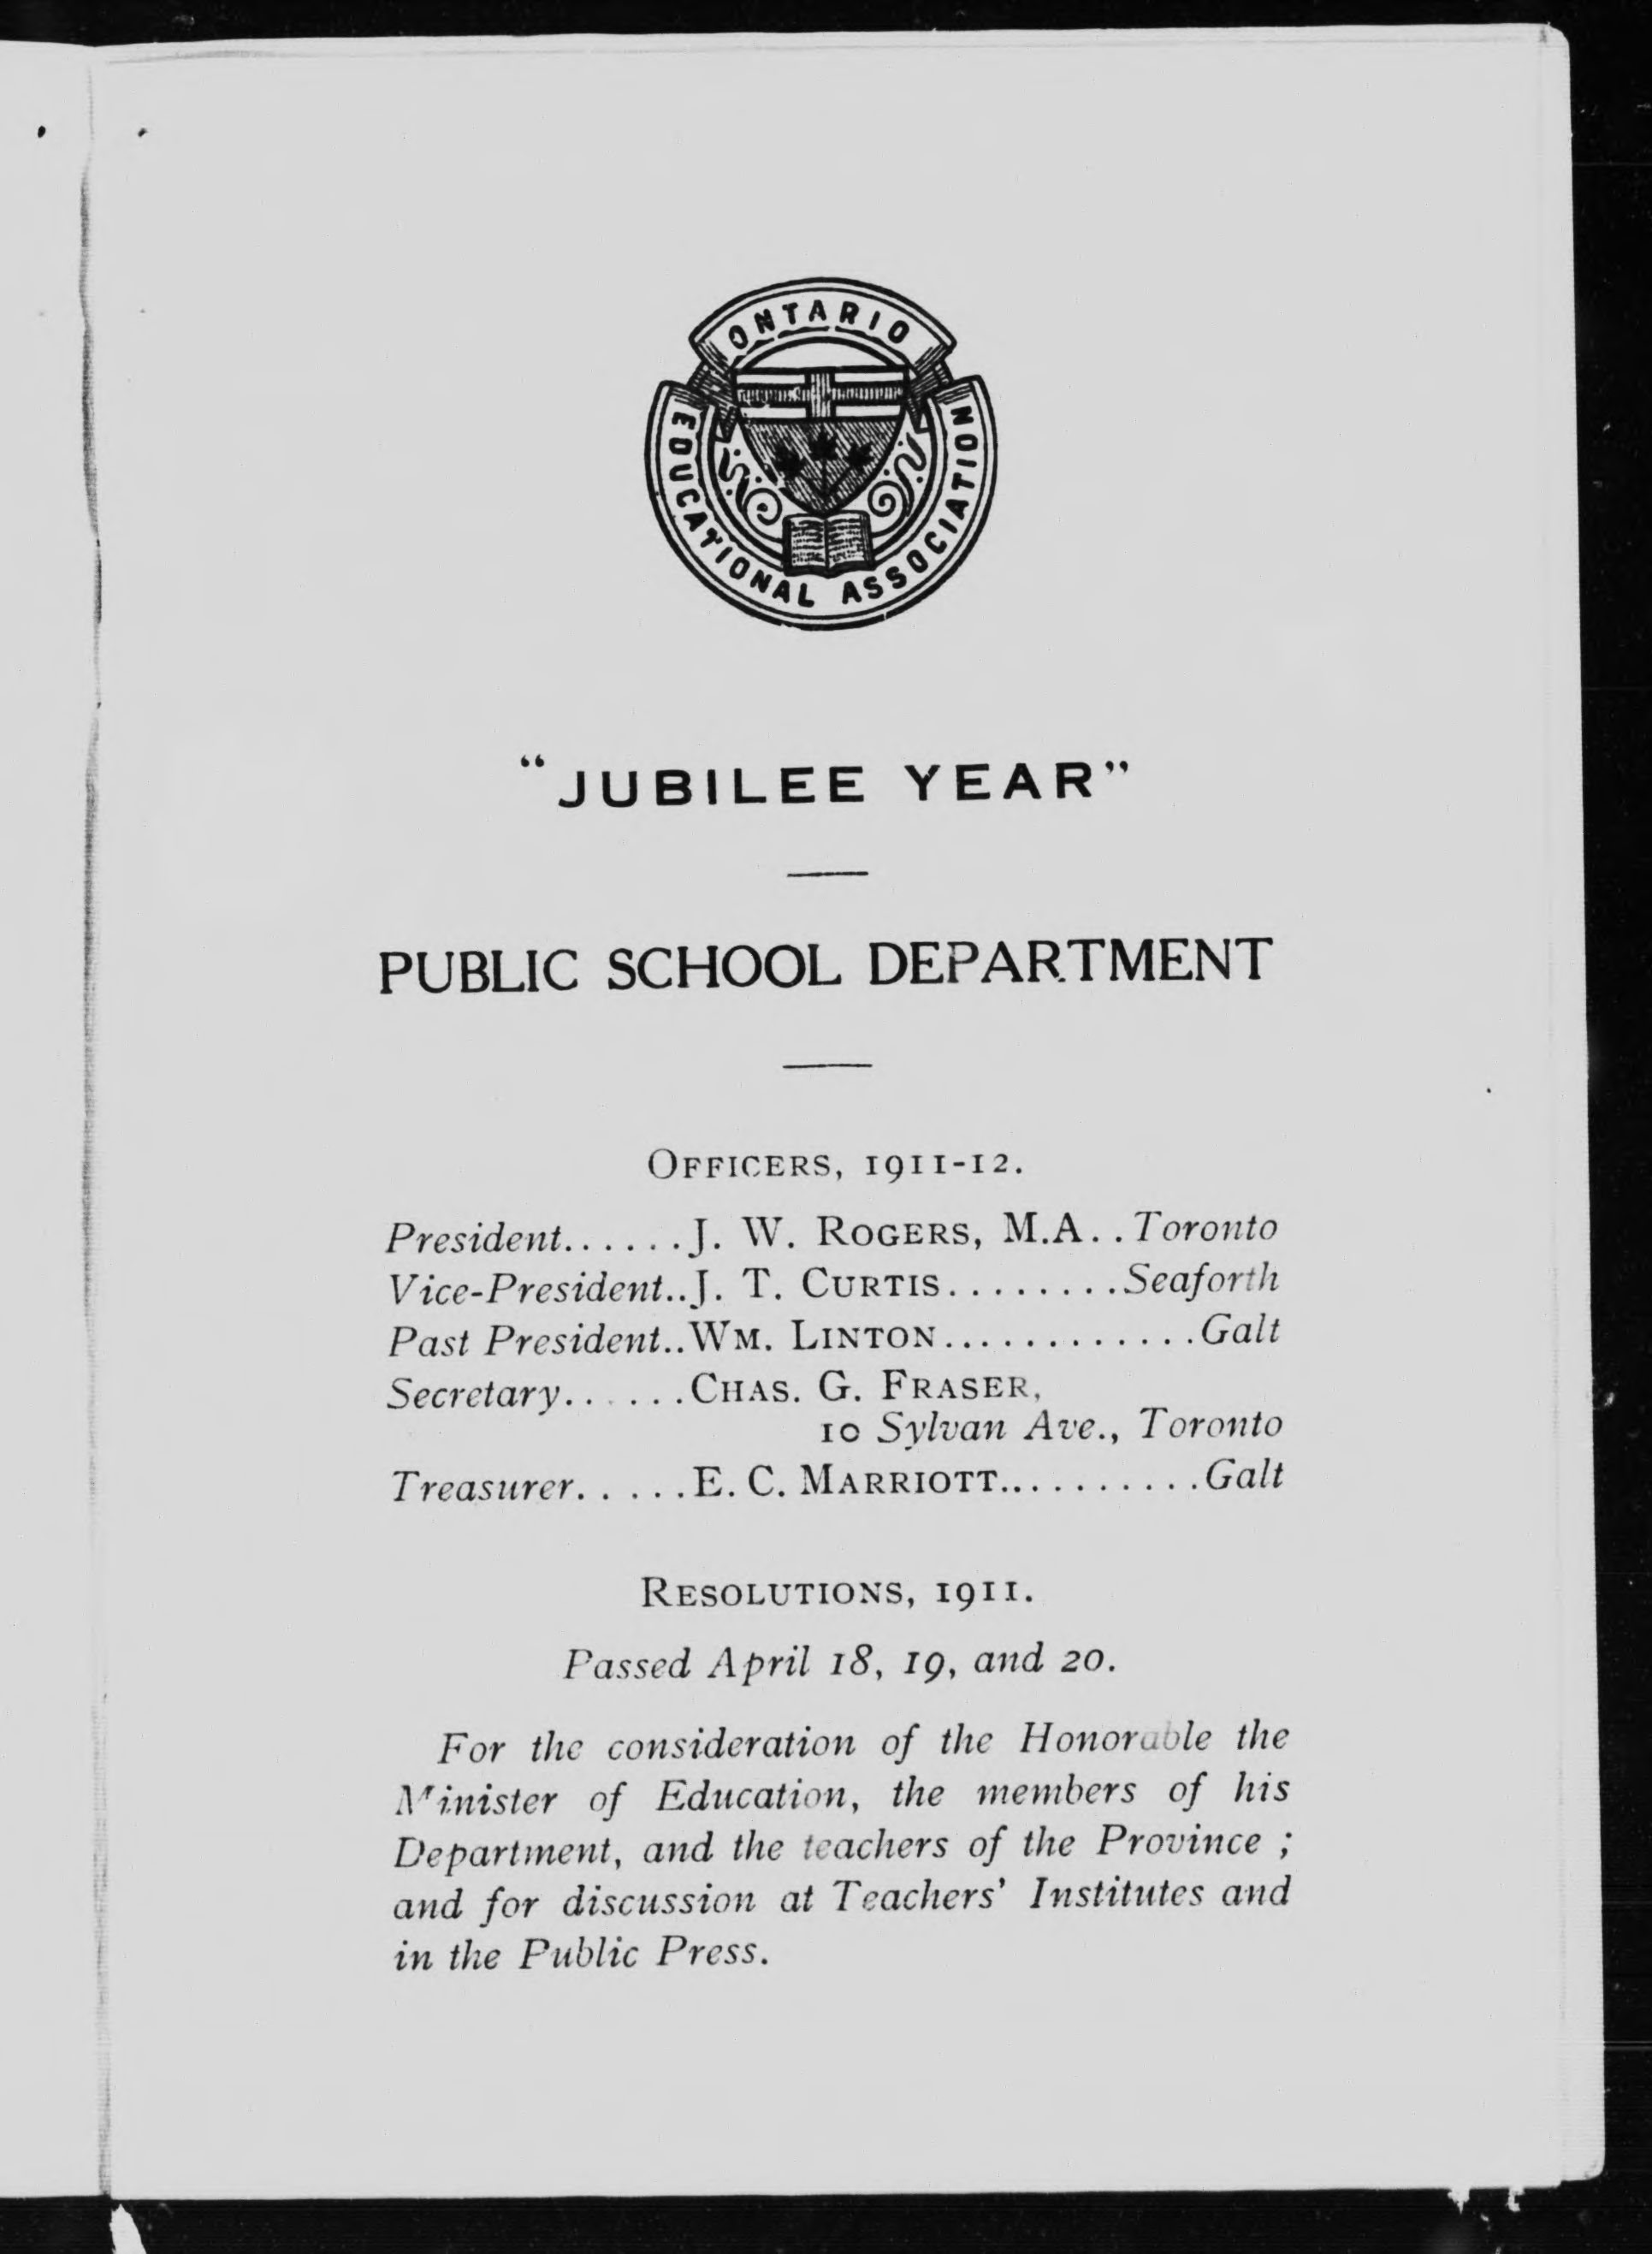 ONTARIO
EDUCATIONAL ASSOCIATION
“JUBILEE YEAR”
PUBLIC SCHOOL DEPARTMENT
OFFICERS, 1911-12.
President......J. W. ROGERS, M.A..Toronto
Vice-President..J. T. CURTIS........Seaforth
Past President..WM. LINTON............Galt
Secretary......CHAS. G. FRASER,
10 Sylvan Ave., Toronto
Treasurer......E. C. MARRIOTT..........Galt
RESOLUTIONS, 1911.
Passed April 18, 19, and 20.
For the consideration of the Honorable the
Minister of Education, the members of his
Department, and the teachers of the Province ;
and for discussion at Teachers’ Institutes and
in the Public Press.